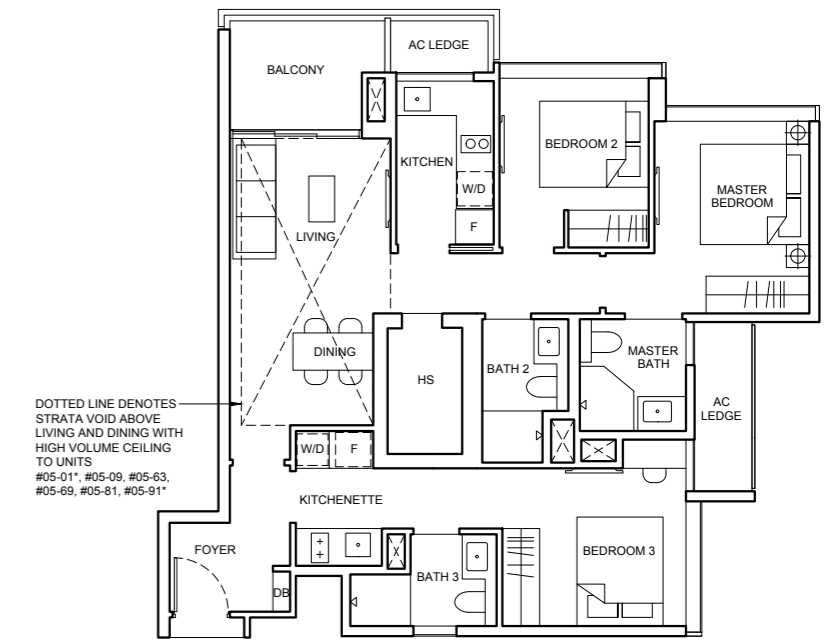 AC LEDGE
BALCONY
KITCHEN
BEDROOM 2
W/D
MASTER
BEDROOM
F
LIVING
DINING
HS
BATH 2
MASTER
BATH
AC
LEDGE
DOTTED LINE DENOTES
STRATA VOID ABOVE
LIVING AND DINING WITH
HIGH VOLUME CEILING
TO UNITS
#05-01*, #05-09, #05-63,
#05-69, #05-81, #05-91*
W/D
F
KITCHENETTE
FOYER
BEDROOM 3
BATH 3
DB